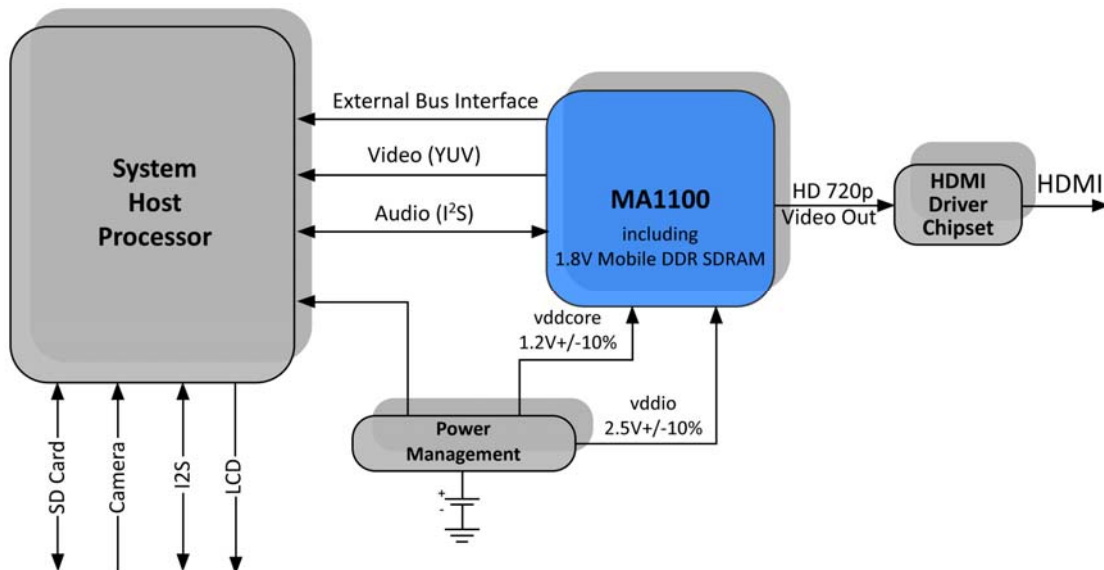 System
Host
Processor
External Bus Interface
Video (YUV)
Audio (I²S)
MA1100
including
1.8V Mobile DDR SDRAM
HD 720p
Video Out
HDMI
Driver
Chipset
HDMI
vddcore
1.2V+/-10%
vddio
2.5V+/-10%
Power
Management
+
-
SD Card
Camera
I2S
LCD